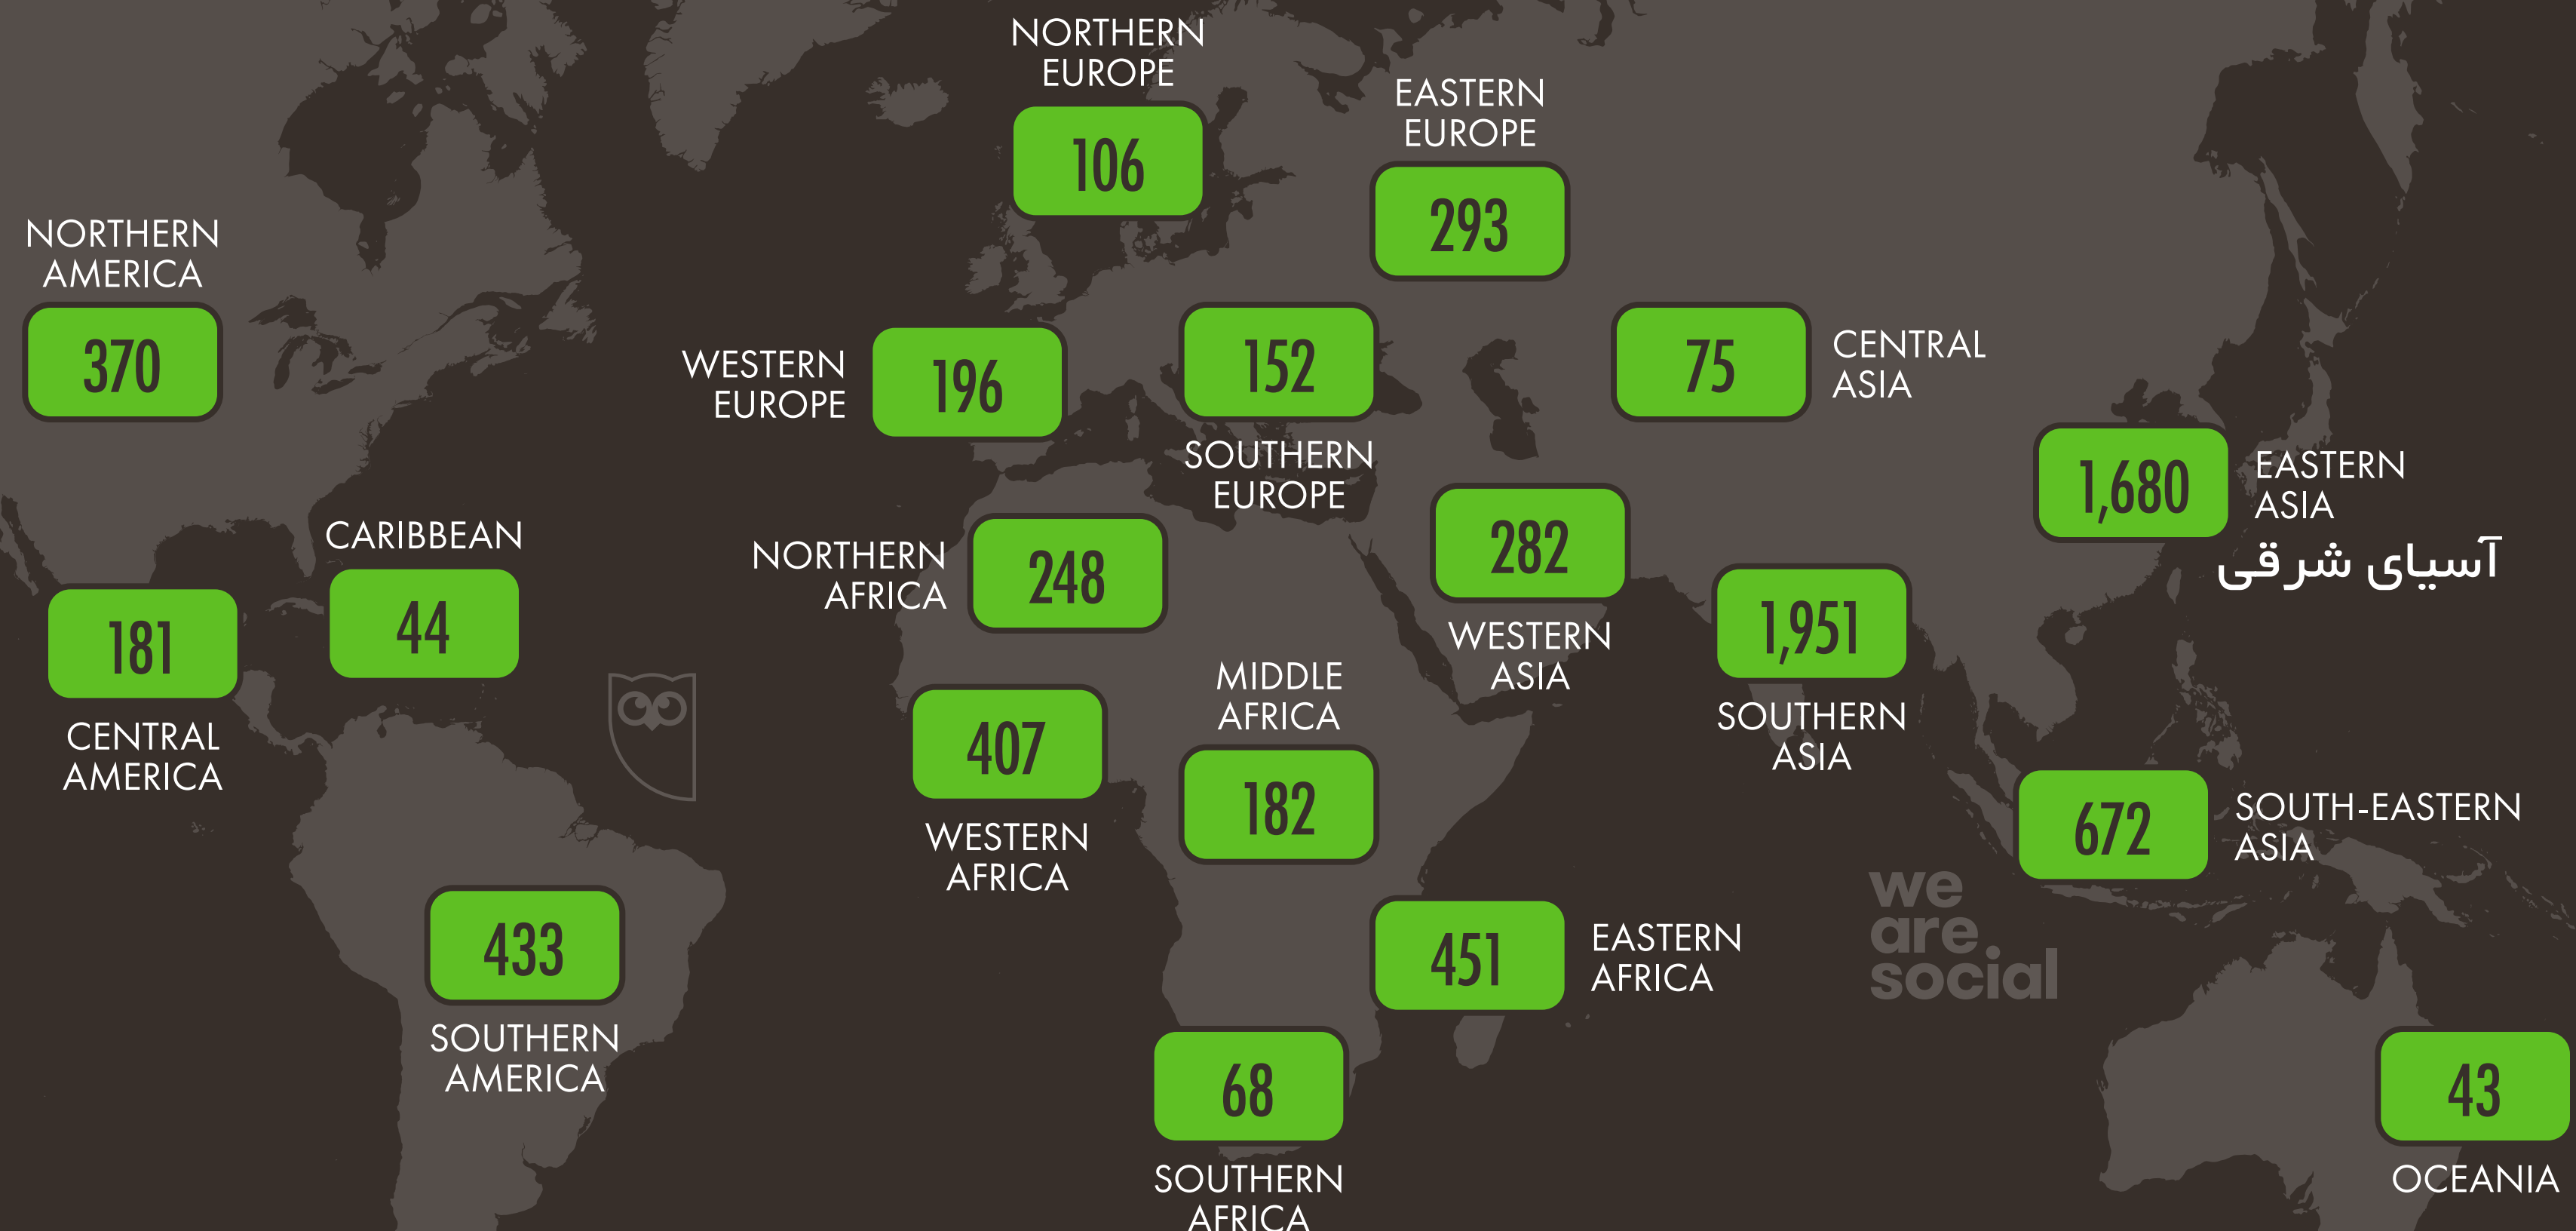 NORTHERN
EUROPE
106
EASTERN
EUROPE
293
NORTHERN
AMERICA
370
WESTERN
EUROPE
196
152
SOUTHERN
EUROPE
75
CENTRAL
ASIA
1,680
EASTERN
ASIA
آسیای شرقی
CARIBBEAN
44
181
CENTRAL
AMERICA
NORTHERN
AFRICA
248
282
WESTERN
ASIA
1,951
SOUTHERN
ASIA
407
WESTERN
AFRICA
MIDDLE
AFRICA
182
672
SOUTH-EASTERN
ASIA
433
SOUTHERN
AMERICA
451
EASTERN
AFRICA
we
are
social
68
SOUTHERN
AFRICA
43
OCEANIA